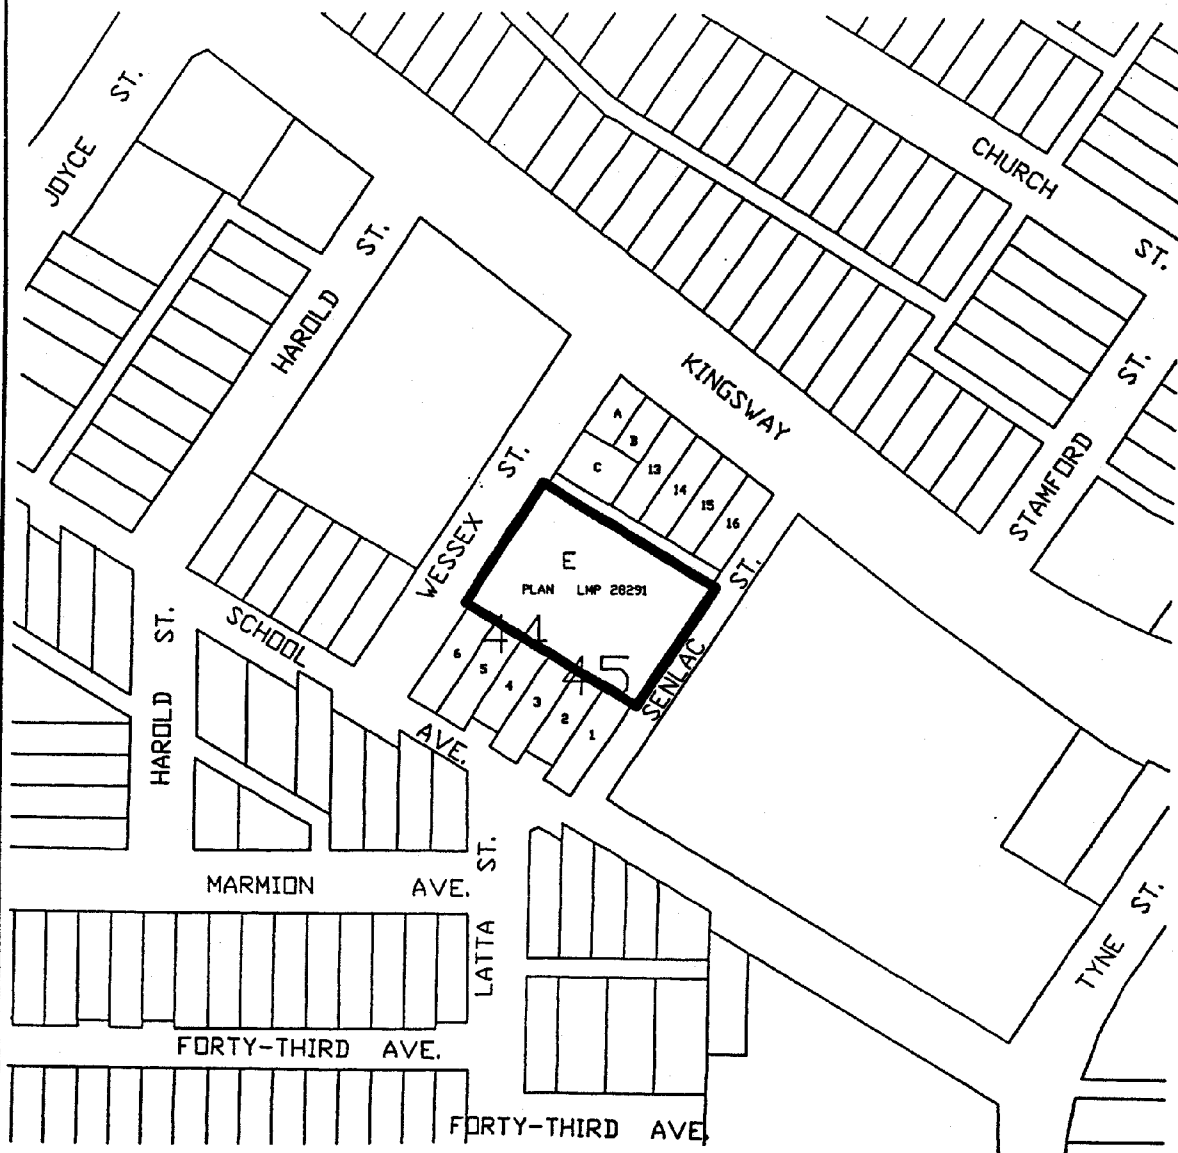 JOYCE ST.
CHURCH ST.
HAROLD ST.
KINGSWAY
ST.
A
B
C
13
14
15
16
WESSEX ST.
STAMFORD
E
PLAN LMP 28291
SENLAC ST.
44
45
6
5
4
3
2
1
SCHOOL AVE.
HAROLD ST.
MARMION AVE.
LATTA ST.
TYNE ST.
FORTY-THIRD AVE.
FORTY-THIRD AVE.